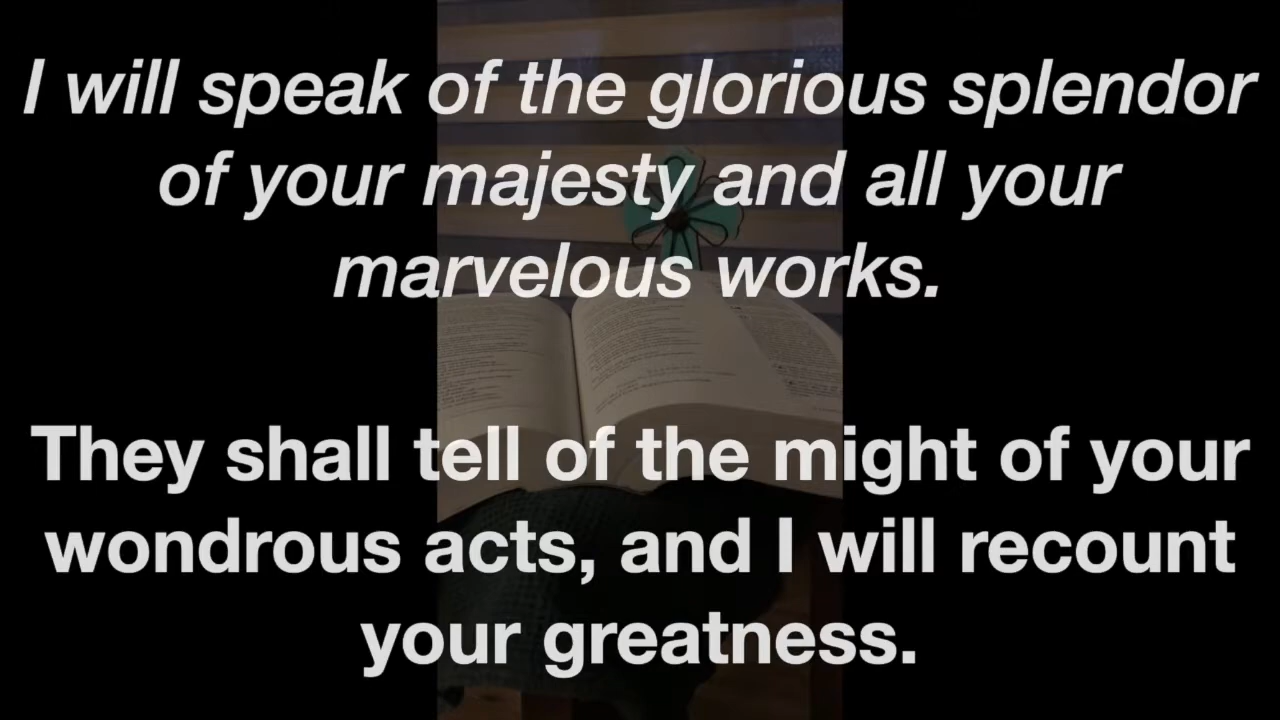 I will speak of the glorious splendor
of your majesty and all your
marvelous works.
They shall tell of the might of your
wondrous acts, and I will recount
your greatness.